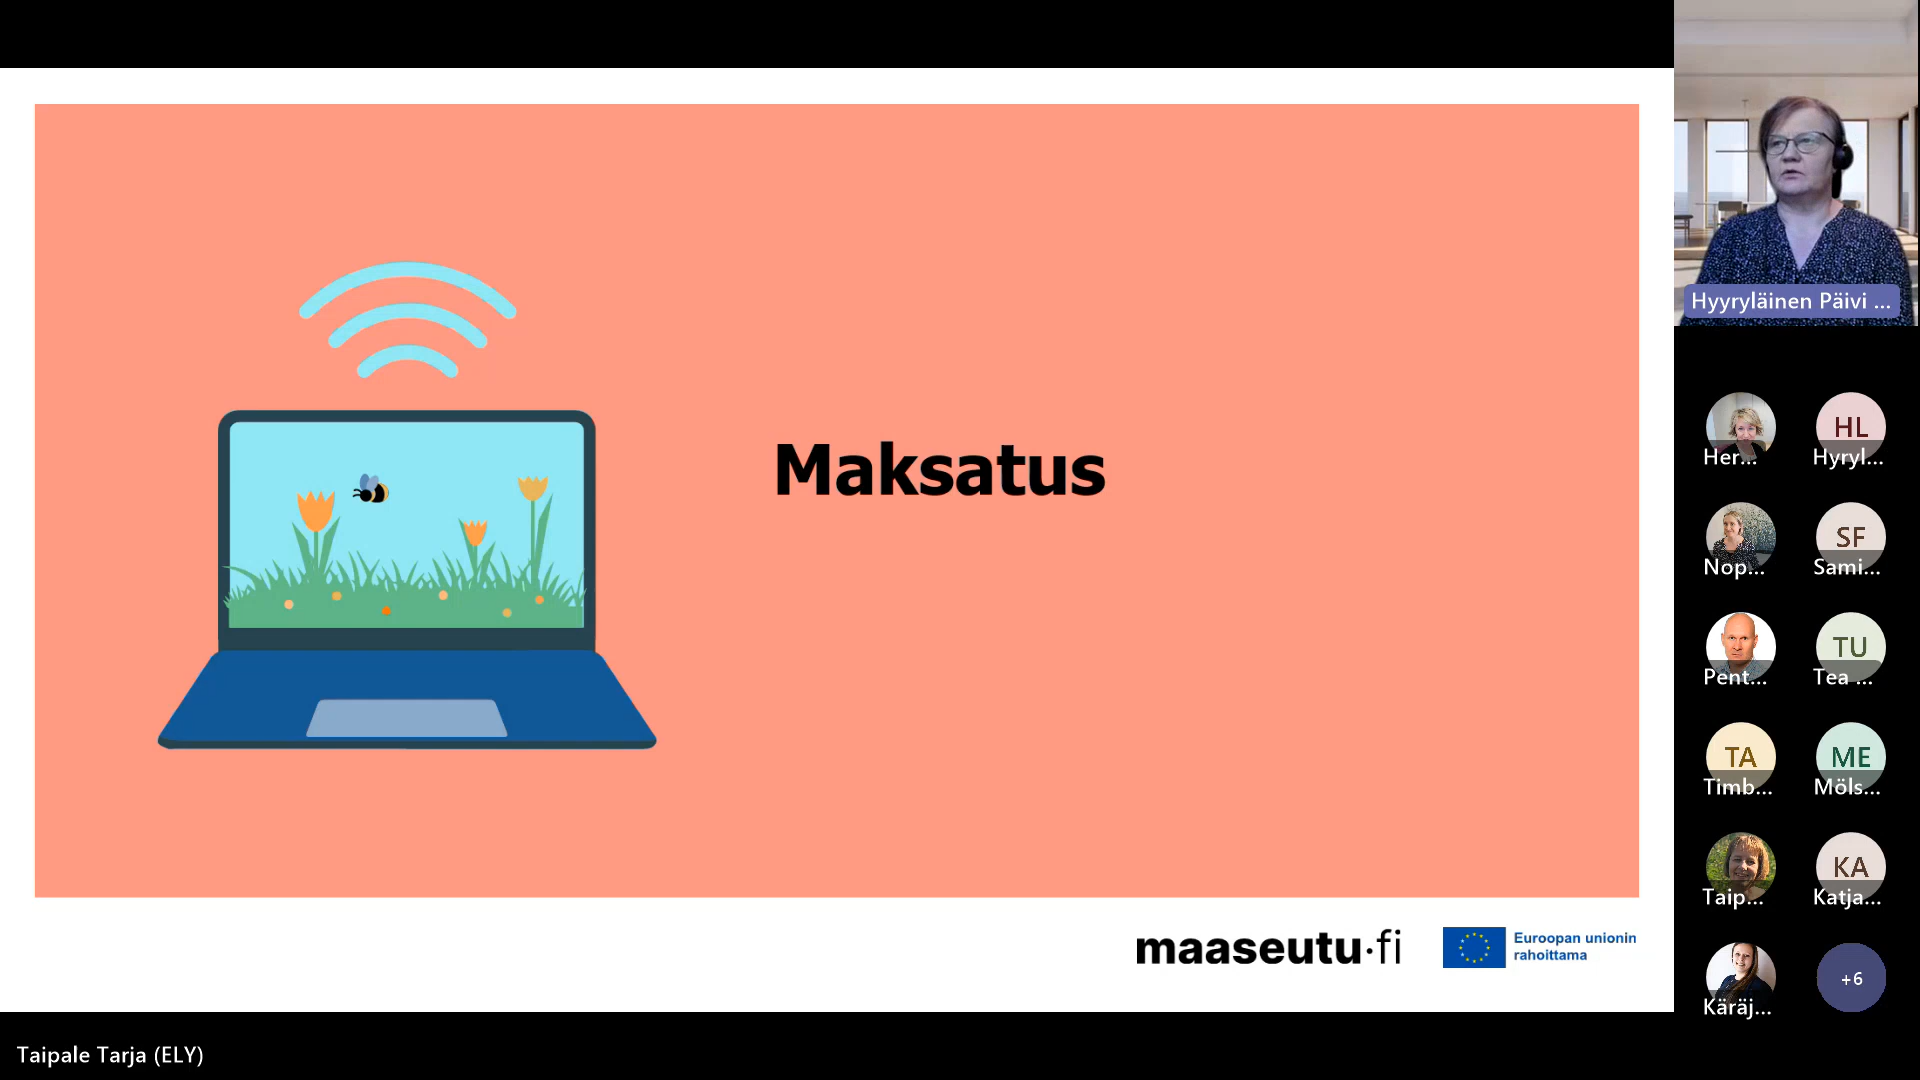 Maksatus
maaseutu.fi
Euroopan unionin
rahoittama
Hyyryläinen Päivi ...
Her...
HL
Hyryl...
Nop...
SF
Sami...
Pent...
TU
Tea ...
TA
Timb...
ME
Möls...
Taip...
KA
Katja...
Käräj...
+6
Taipale Tarja (ELY)